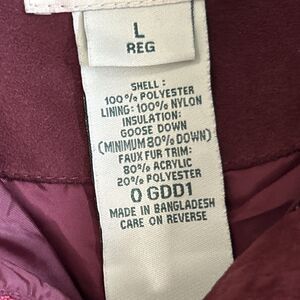 L
REG
SHELL:
100% POLYESTER
LINING: 100% NYLON
INSULATION:
GOOSE DOWN
(MINIMUM 80% DOWN)
FAUX FUR TRIM:
80% ACRYLIC
20% POLYESTER
0 GDD1
MADE IN BANGLADESH
CARE ON REVERSE